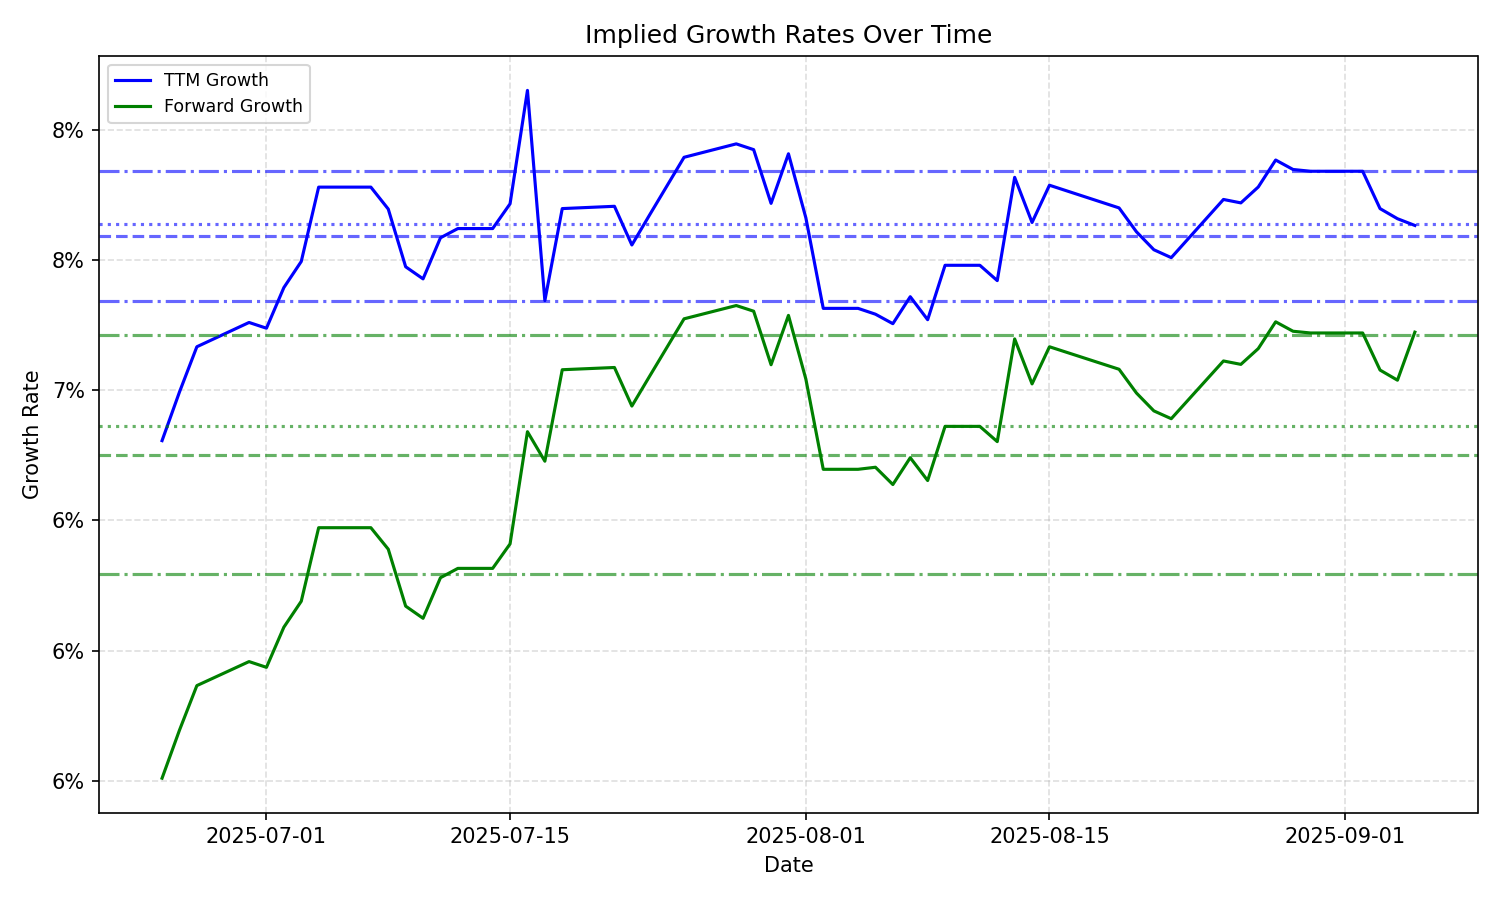 Implied Growth Rates Over Time
TTM Growth
Forward Growth
8%
8%
7%
6%
6%
6%
Growth Rate
2025-07-01
2025-07-15
2025-08-01
2025-08-15
2025-09-01
Date